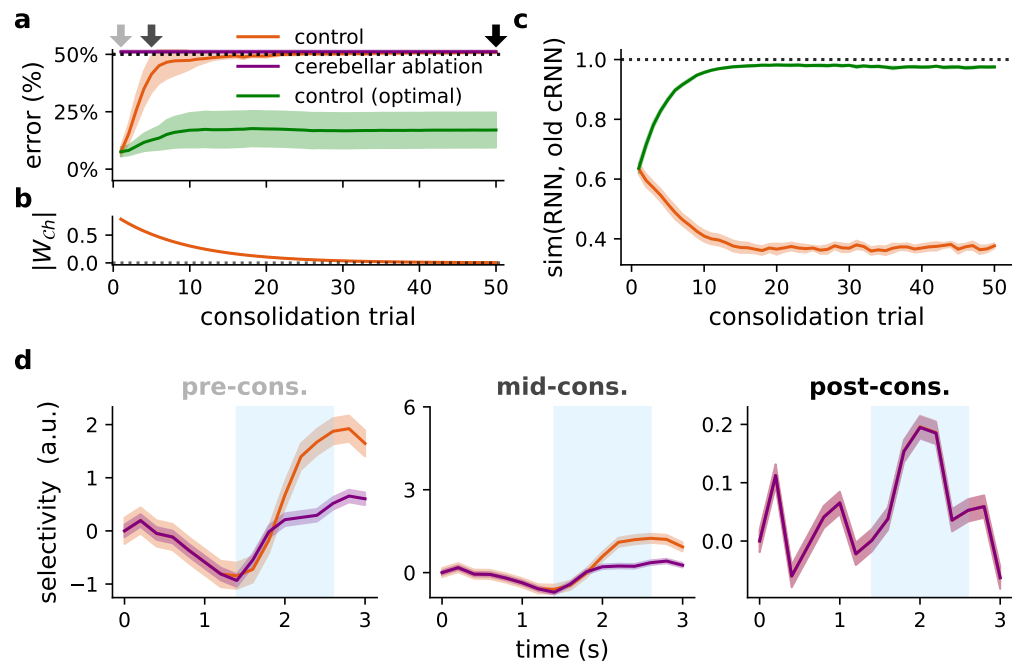 a
50%
25%
0%
error (%)
control
cerebellar ablation
control (optimal)
b
0.5
0.0
|W_ch|
0 10 20 30 40 50
consolidation trial
c
1.0
0.8
0.6
0.4
sim(RNN, old cRNN)
0 10 20 30 40 50
consolidation trial
d
pre-cons.
2
1
0
−1
selectivity (a.u.)
0 1 2 3
mid-cons.
6
3
0
0 1 2 3
time (s)
post-cons.
0.2
0.1
0.0
0 1 2 3